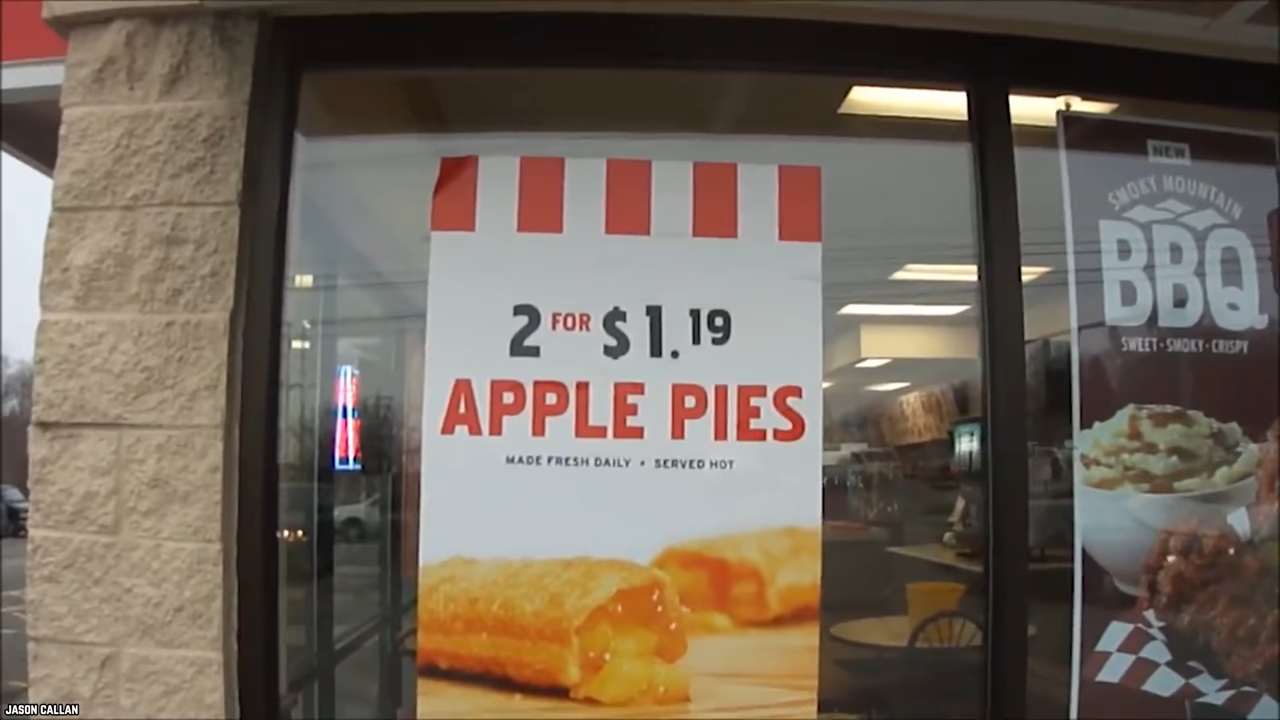 2 FOR $1.19
APPLE PIES
MADE FRESH DAILY • SERVED HOT
NEW
SMOKY MOUNTAIN
BBQ
SWEET • SMOKY • CRISPY
JASON CALLAN